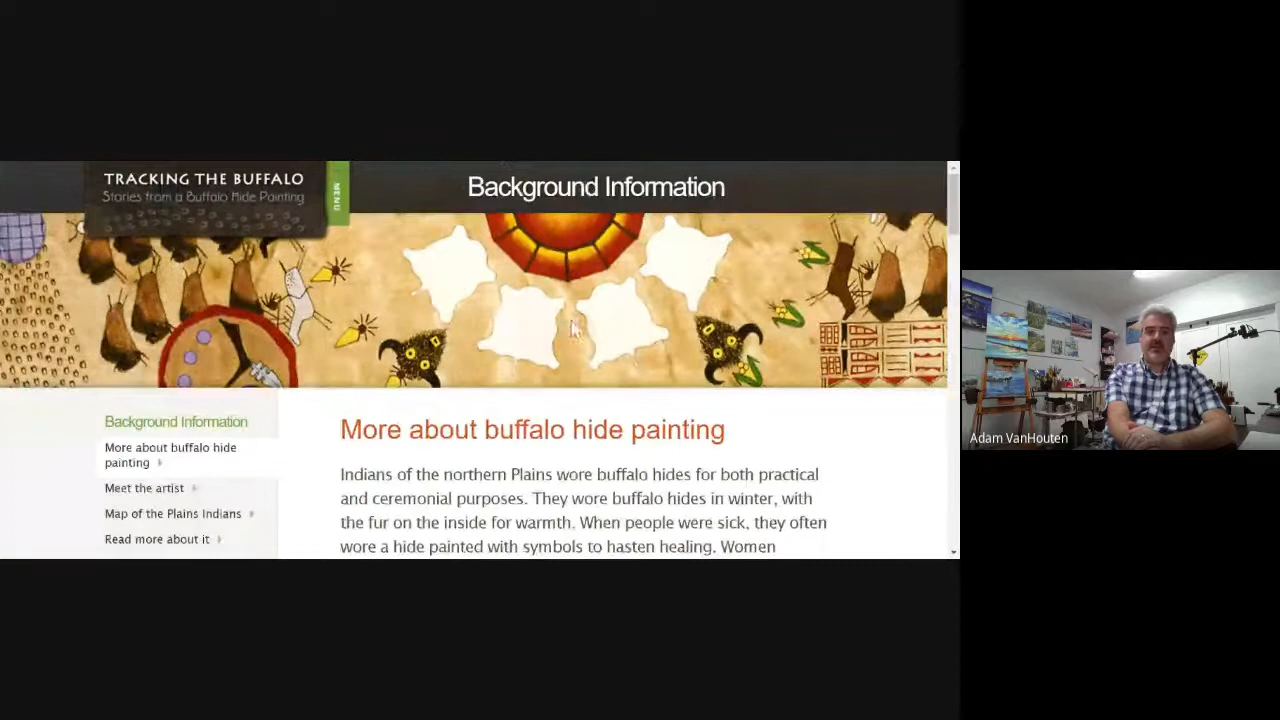 TRACKING THE BUFFALO
Stories from a Buffalo Hide Painting
MENU
Background Information
Background Information
More about buffalo hide
painting
Meet the artist
Map of the Plains Indians
Read more about it
More about buffalo hide painting
Indians of the northern Plains wore buffalo hides for both practical
and ceremonial purposes. They wore buffalo hides in winter, with
the fur on the inside for warmth. When people were sick, they often
wore a hide painted with symbols to hasten healing. Women
Adam VanHouten